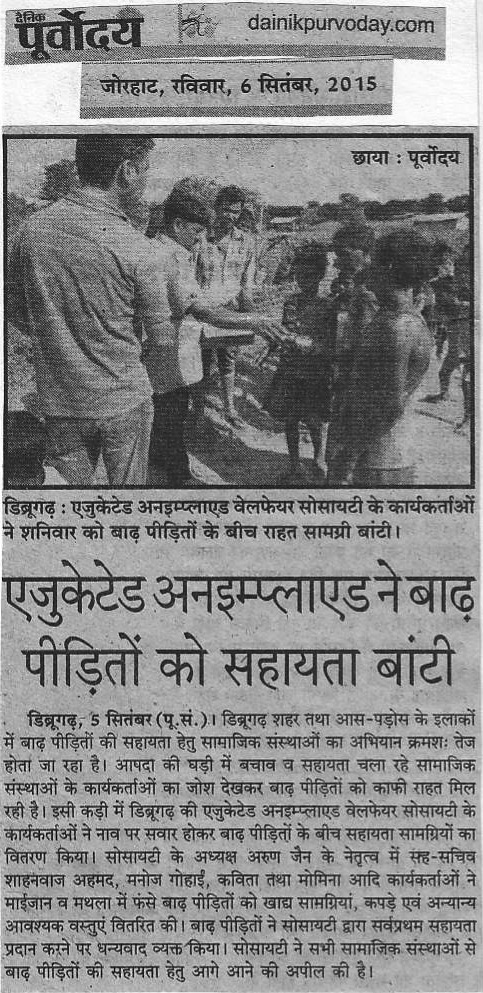 दैनिक
पूर्वोदय
dainikpurvoday.com
जोरहाट, रविवार, 6 सितंबर, 2015
छाया : पूर्वोदय
डिब्रूगढ़ : एजुकेटेड अनइम्प्लाएड वेलफेयर सोसायटी के कार्यकर्ताओं
ने शनिवार को बाढ़ पीड़ितों के बीच राहत सामग्री बांटी।
एजुकेटेड अनइम्प्लाएड ने बाढ़
पीड़ितों को सहायता बांटी
डिब्रूगढ़, 5 सितंबर (पू.सं.)। डिब्रूगढ़ शहर तथा आस-पड़ोस के इलाकों
में बाढ़ पीड़ितों की सहायता हेतु सामाजिक संस्थाओं का अभियान क्रमशः तेज
होता जा रहा है। आपदा की घड़ी में बचाव व सहायता चला रहे सामाजिक
संस्थाओं के कार्यकर्ताओं का जोश देखकर बाढ़ पीड़ितों को काफी राहत मिल
रही है। इसी कड़ी में डिब्रूगढ़ की एजुकेटेड अनइम्प्लाएड वेलफेयर सोसायटी के
कार्यकर्ताओं ने नाव पर सवार होकर बाढ़ पीड़ितों के बीच सहायता सामग्रियों का
वितरण किया। सोसायटी के अध्यक्ष अरुण जैन के नेतृत्व में सह-सचिव
शाहनवाज अहमद, मनोज गोहाईं, कविता तथा मोमिना आदि कार्यकर्ताओं ने
माईजान व मथला में फंसे बाढ़ पीड़ितों को खाद्य सामग्रियां, कपड़े एवं अन्यान्य
आवश्यक वस्तुएं वितरित की। बाढ़ पीड़ितों ने सोसायटी द्वारा सर्वप्रथम सहायता
प्रदान करने पर धन्यवाद व्यक्त किया। सोसायटी ने सभी सामाजिक संस्थाओं से
बाढ़ पीड़ितों की सहायता हेतु आगे आने की अपील की है।